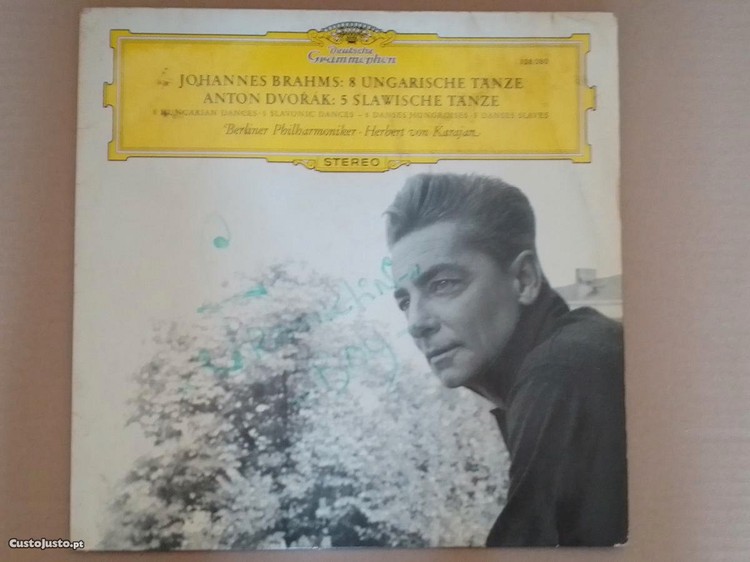 Deutsche
Grammophon
JOHANNES BRAHMS: 8 UNGARISCHE TÄNZE
ANTON DVOŘÁK: 5 SLAWISCHE TÄNZE
8 HUNGARIAN DANCES · 5 SLAVONIC DANCES – 8 DANSES HONGROISES · 5 DANSES SLAVES
Berliner Philharmoniker · Herbert von Karajan
STEREO
CustoJusto.pt